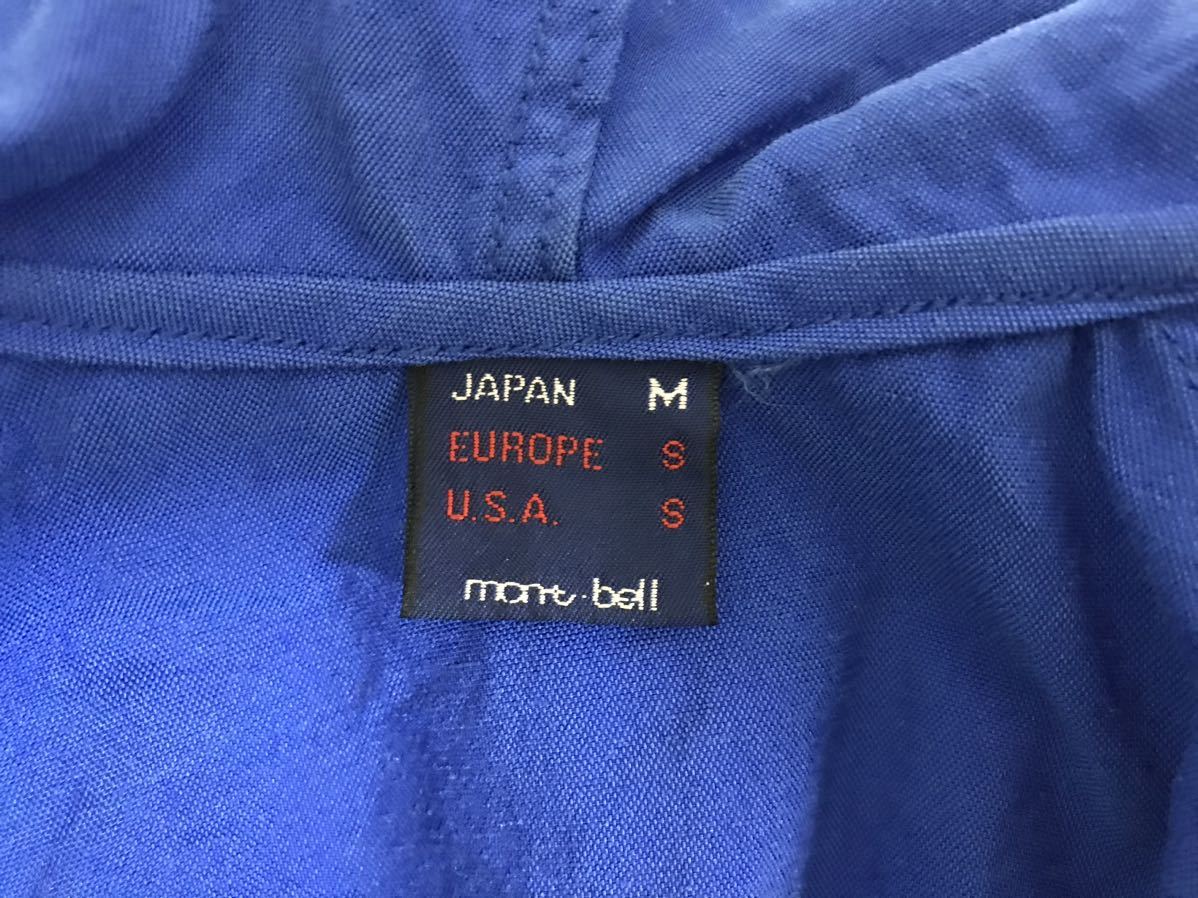 JAPAN M
EUROPE S
U.S.A. S
mont·bell